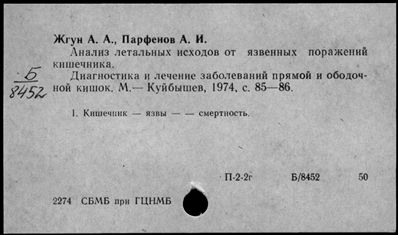 Жгун А. А., Парфенов А. И.
Анализ летальных исходов от язвенных поражений
кишечника.
Б
8452
Диагностика и лечение заболеваний прямой и ободоч-
ной кишок. М.— Куйбышев, 1974, с. 85—86.
1. Кишечник — язвы — — смертность.
П-2-2г Б/8452 50
2274 СБМБ при ГЦНМБ